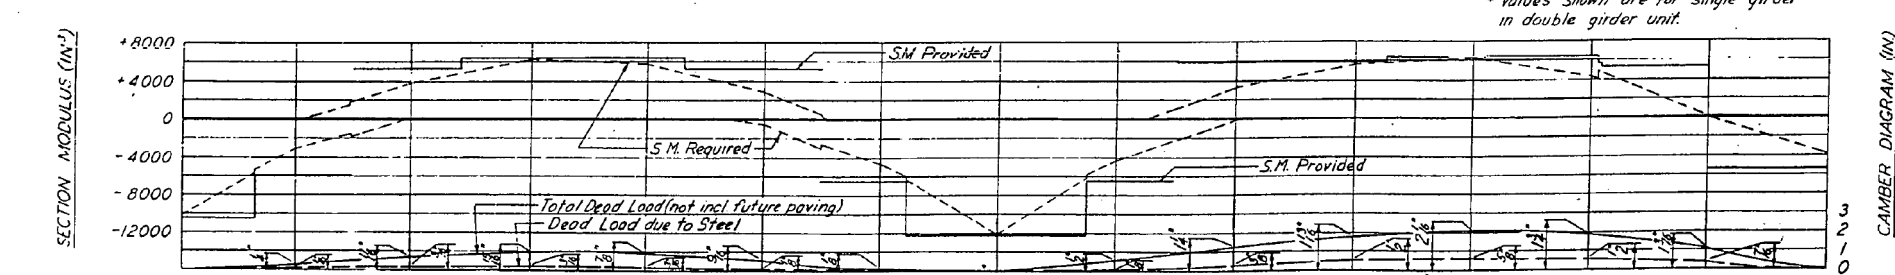 Values shown are for single girder
in double girder unit.
SECTION MODULUS (IN³)
+8000
+4000
0
-4000
-8000
-12000
S.M. Provided
S.M. Required
S.M. Provided
Total Dead Load (not incl future paving)
Dead Load due to Steel
3
2
1
0
CAMBER DIAGRAM (IN)